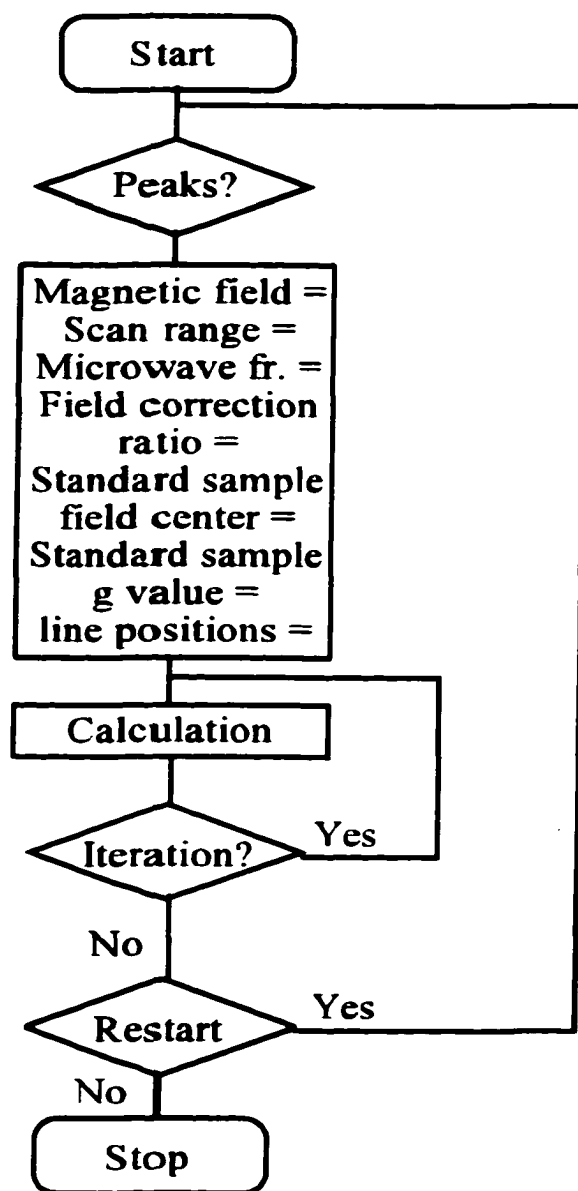 Start
Peaks?
Magnetic field =
Scan range =
Microwave fr. =
Field correction
ratio =
Standard sample
field center =
Standard sample
g value =
line positions =
Calculation
Iteration?
Yes
No
Restart
Yes
No
Stop